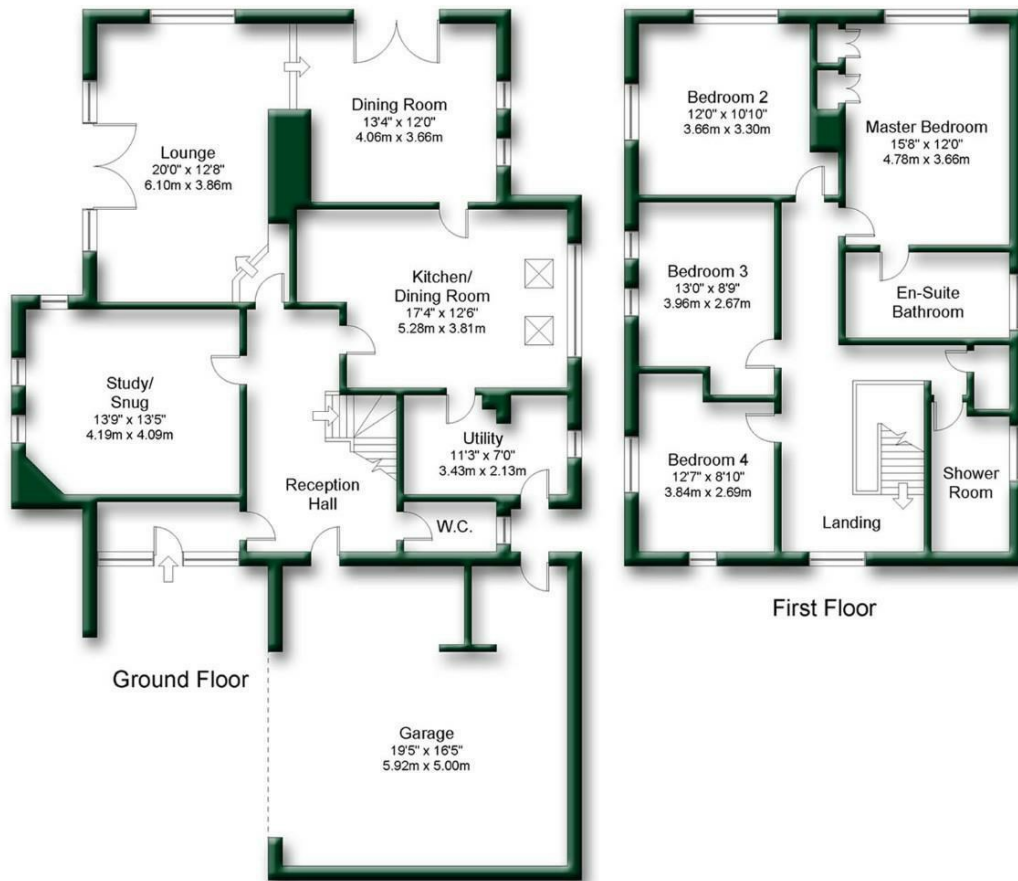 Lounge
20'0" x 12'8"
6.10m x 3.86m
Dining Room
13'4" x 12'0"
4.06m x 3.66m
Kitchen/
Dining Room
17'4" x 12'6"
5.28m x 3.81m
Study/
Snug
13'9" x 13'5"
4.19m x 4.09m
Utility
11'3" x 7'0"
3.43m x 2.13m
Reception
Hall
W.C.
Ground Floor
Garage
19'5" x 16'5"
5.92m x 5.00m
Bedroom 2
12'0" x 10'10"
3.66m x 3.30m
Master Bedroom
15'8" x 12'0"
4.78m x 3.66m
Bedroom 3
13'0" x 8'9"
3.96m x 2.67m
En-Suite
Bathroom
Bedroom 4
12'7" x 8'10"
3.84m x 2.69m
Shower
Room
Landing
First Floor